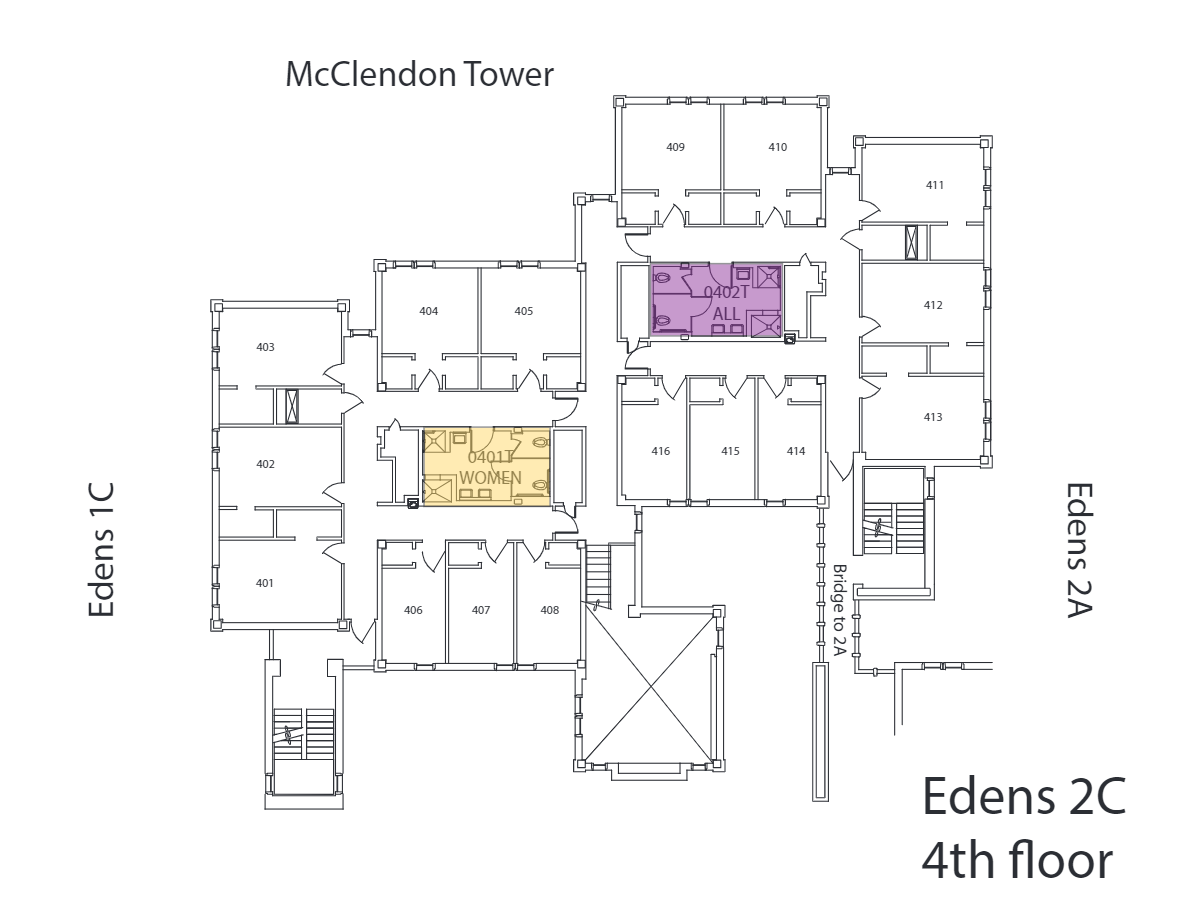 McClendon Tower
409
410
411
403
404
405
0402T
ALL
412
402
0401T
WOMEN
416
415
414
413
401
406
407
408
Edens 1C
Edens 2A
Bridge to 2A
Edens 2C
4th floor